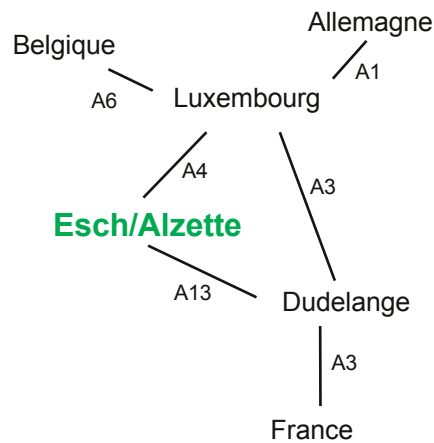 Allemagne
Belgique
A1
A6
Luxembourg
A4
A3
Esch/Alzette
A13
Dudelange
A3
France